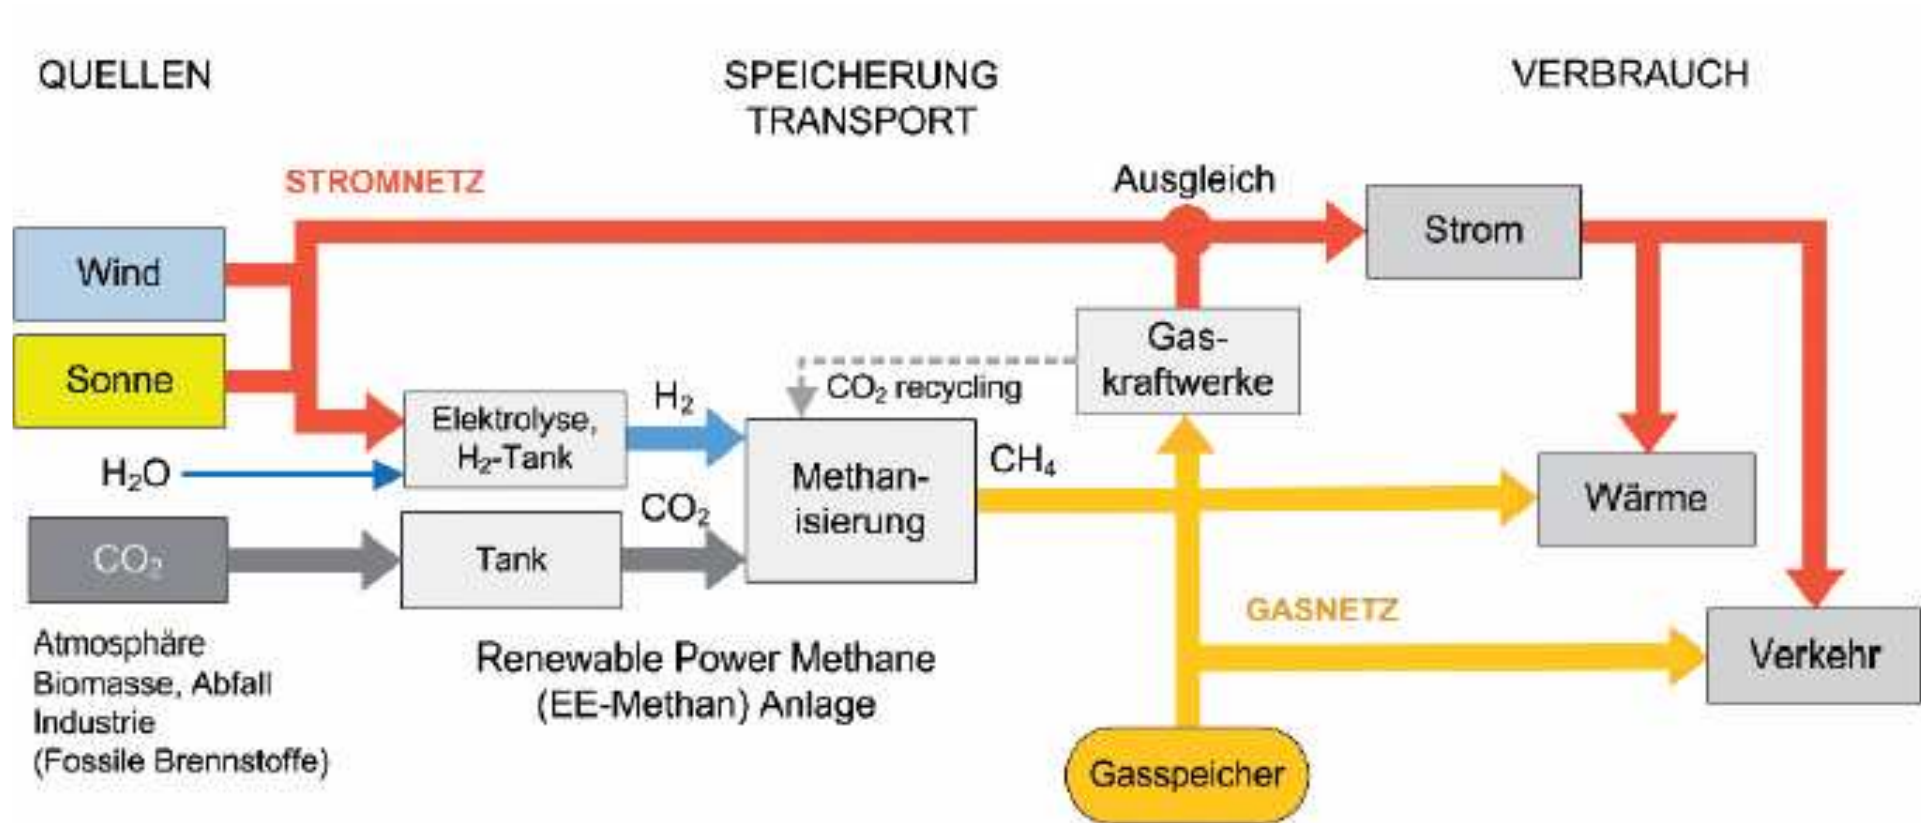 QUELLEN
SPEICHERUNG
TRANSPORT
VERBRAUCH
STROMNETZ
Ausgleich
Wind
Strom
Sonne
Gas-
kraftwerke
CO₂ recycling
Elektrolyse,
H₂-Tank
H₂
H₂O
Methan-
isierung
CH₄
Wärme
CO₂
Tank
CO₂
GASNETZ
Atmosphäre
Biomasse, Abfall
Industrie
(Fossile Brennstoffe)
Renewable Power Methane
(EE-Methan) Anlage
Verkehr
Gasspeicher